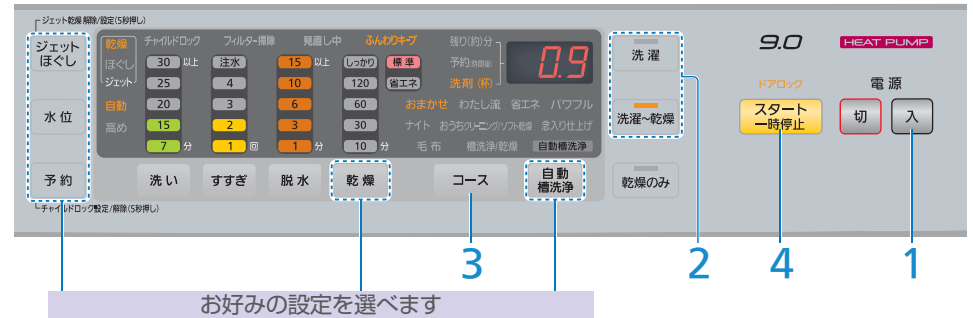 ジェット乾燥 解除/設定(5秒押し)
ジェット
ほぐし
水位
予約
チャイルドロック設定/解除(5秒押し)
乾燥
ほぐし
ジェット
自動
高め
チャイルドロック
フィルター掃除
見直し中
ふんわりキープ
30 以上
25
20
15
7 分
注水
4
3
2
1 回
15 以上
10
6
3
1 分
しっかり 標準
120 省エネ
60
30
10 分
残り(約)分
予約(時間後)
洗剤(杯)
0.9
おまかせ わたし流 省エネ パワフル
ナイト おうちクリーニング/ソフト乾燥 念入り仕上げ
毛布 槽洗浄/乾燥 自動槽洗浄
洗い
すすぎ
脱水
乾燥
コース
自動
槽洗浄
洗濯
洗濯~乾燥
乾燥のみ
9.0
HEAT PUMP
ドアロック
スタート
一時停止
電源
切
入
3
2
4
1
お好みの設定を選べます